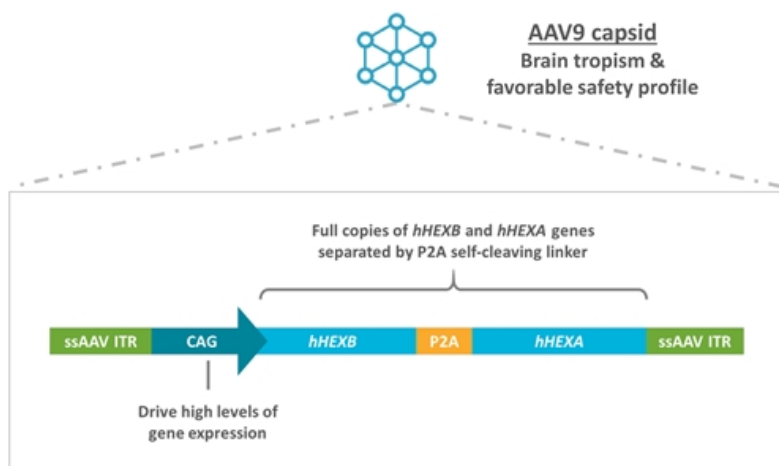 AAV9 capsid
Brain tropism &
favorable safety profile
Full copies of hHEXB and hHEXA genes
separated by P2A self-cleaving linker
ssAAV ITR CAG hHEXB P2A hHEXA ssAAV ITR
Drive high levels of
gene expression